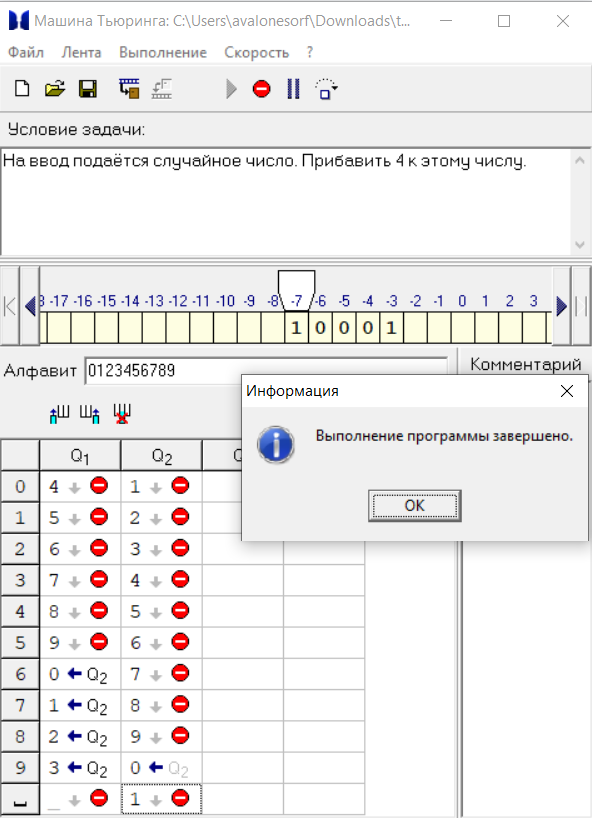 Машина Тьюринга: C:\Users\avalonesorf\Downloads\t...
Файл Лента Выполнение Скорость ?
Условие задачи:
На ввод подаётся случайное число. Прибавить 4 к этому числу.
-17 -16 -15 -14 -13 -12 -11 -10 -9 -8 -7 -6 -5 -4 -3 -2 -1 0 1 2 3
1 0 0 0 1
Алфавит 0123456789 Комментарий
Информация
Выполнение программы завершено.
OK
Q1 Q2
0 4 1
1 5 2
2 6 3
3 7 4
4 8 5
5 9 6
6 0 Q2 7
7 1 Q2 8
8 2 Q2 9
9 3 Q2 0 Q2
_ _ 1